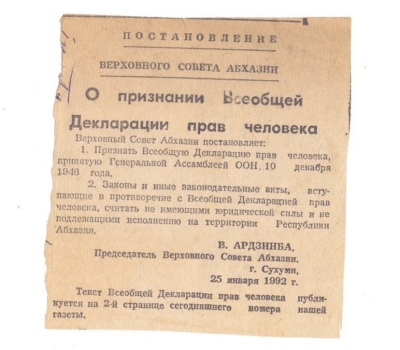 ПОСТАНОВЛЕНИЕ
ВЕРХОВНОГО СОВЕТА АБХАЗИИ
О признании Всеобщей
Декларации прав человека
Верховный Совет Абхазии постановляет:
1. Признать Всеобщую Декларацию прав человека,
принятую Генеральной Ассамблеей ООН 10 декабря
1948 года.
2. Законы и иные законодательные акты, всту-
пающие в противоречие с Всеобщей Декларацией прав
человека, считать не имеющими юридической силы и не
подлежащими исполнению на территории Республики
Абхазия.
В. АРДЗИНБА,
Председатель Верховного Совета Абхазии.
г. Сухуми,
25 января 1992 г.
Текст Всеобщей Декларации прав человека публи-
куется на 2-й странице сегодняшнего номера нашей
газеты.